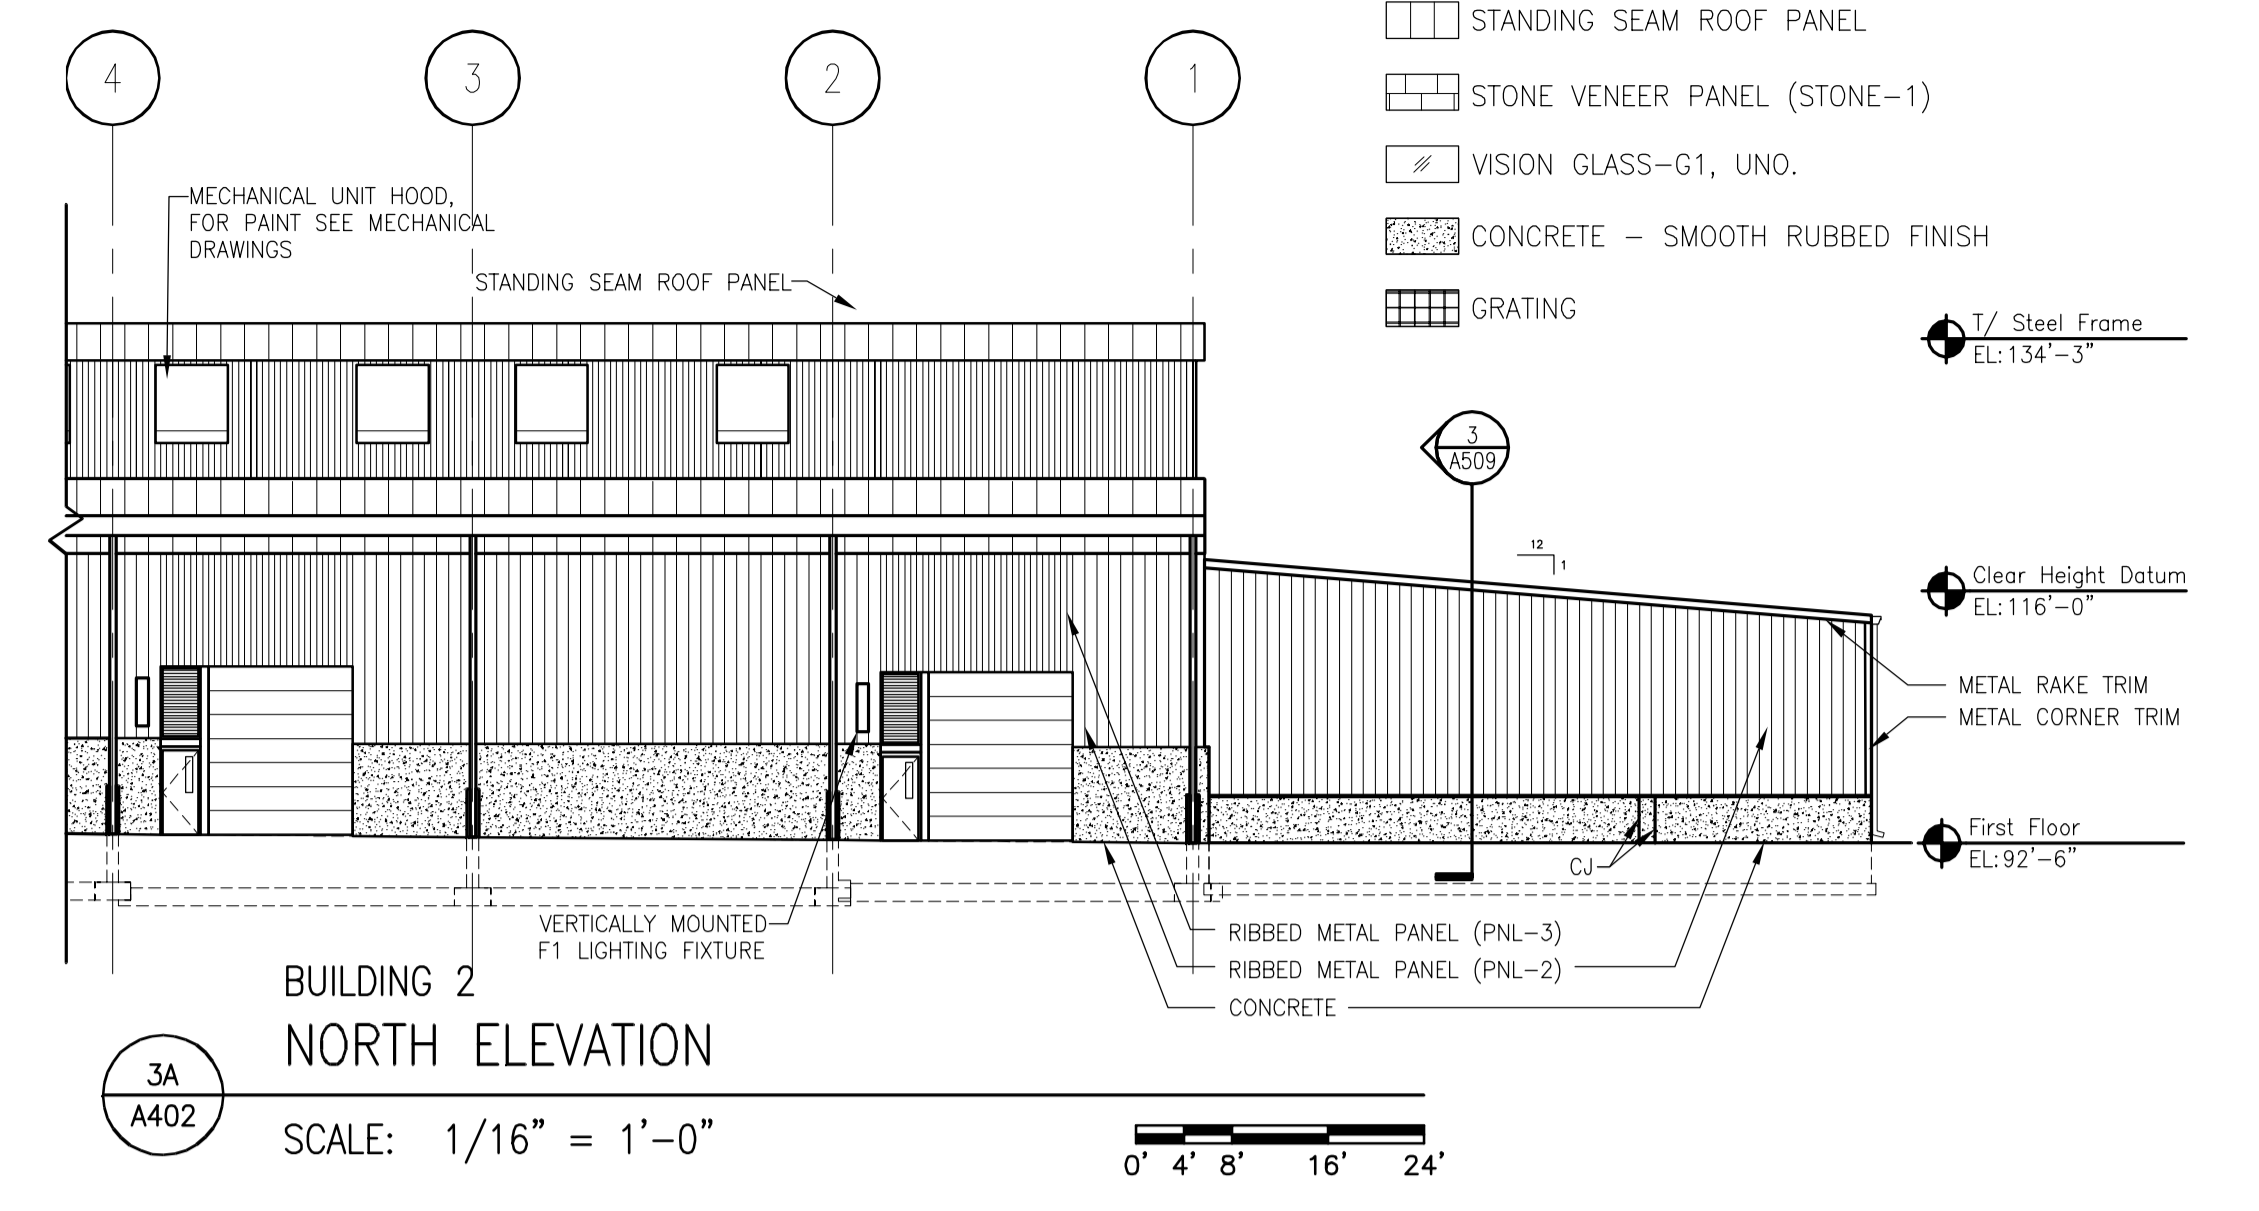 STANDING SEAM ROOF PANEL
STONE VENEER PANEL (STONE-1)
VISION GLASS-G1, UNO.
CONCRETE - SMOOTH RUBBED FINISH
GRATING
4
3
2
1
MECHANICAL UNIT HOOD,
FOR PAINT SEE MECHANICAL
DRAWINGS
STANDING SEAM ROOF PANEL
T/ Steel Frame
EL:134'-3"
3
A509
12
1
Clear Height Datum
EL:116'-0"
METAL RAKE TRIM
METAL CORNER TRIM
First Floor
EL:92'-6"
CJ
VERTICALLY MOUNTED
F1 LIGHTING FIXTURE
RIBBED METAL PANEL (PNL-3)
RIBBED METAL PANEL (PNL-2)
CONCRETE
BUILDING 2
NORTH ELEVATION
3A
A402
SCALE: 1/16" = 1'-0"
0' 4' 8' 16' 24'